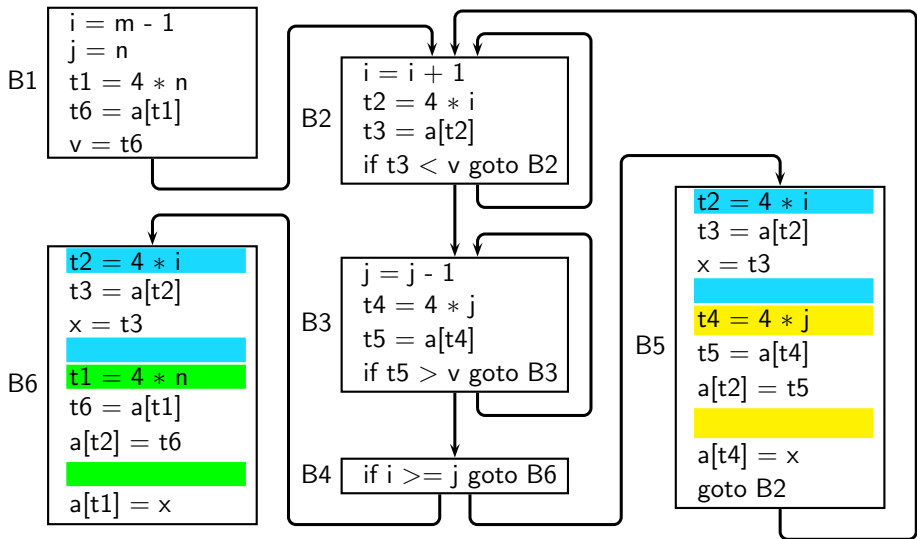 B1
i = m - 1
j = n
t1 = 4 * n
t6 = a[t1]
v = t6
B2
i = i + 1
t2 = 4 * i
t3 = a[t2]
if t3 < v goto B2
B3
j = j - 1
t4 = 4 * j
t5 = a[t4]
if t5 > v goto B3
B4
if i >= j goto B6
B5
t2 = 4 * i
t3 = a[t2]
x = t3
t4 = 4 * j
t5 = a[t4]
a[t2] = t5
a[t4] = x
goto B2
B6
t2 = 4 * i
t3 = a[t2]
x = t3
t1 = 4 * n
t6 = a[t1]
a[t2] = t6
a[t1] = x